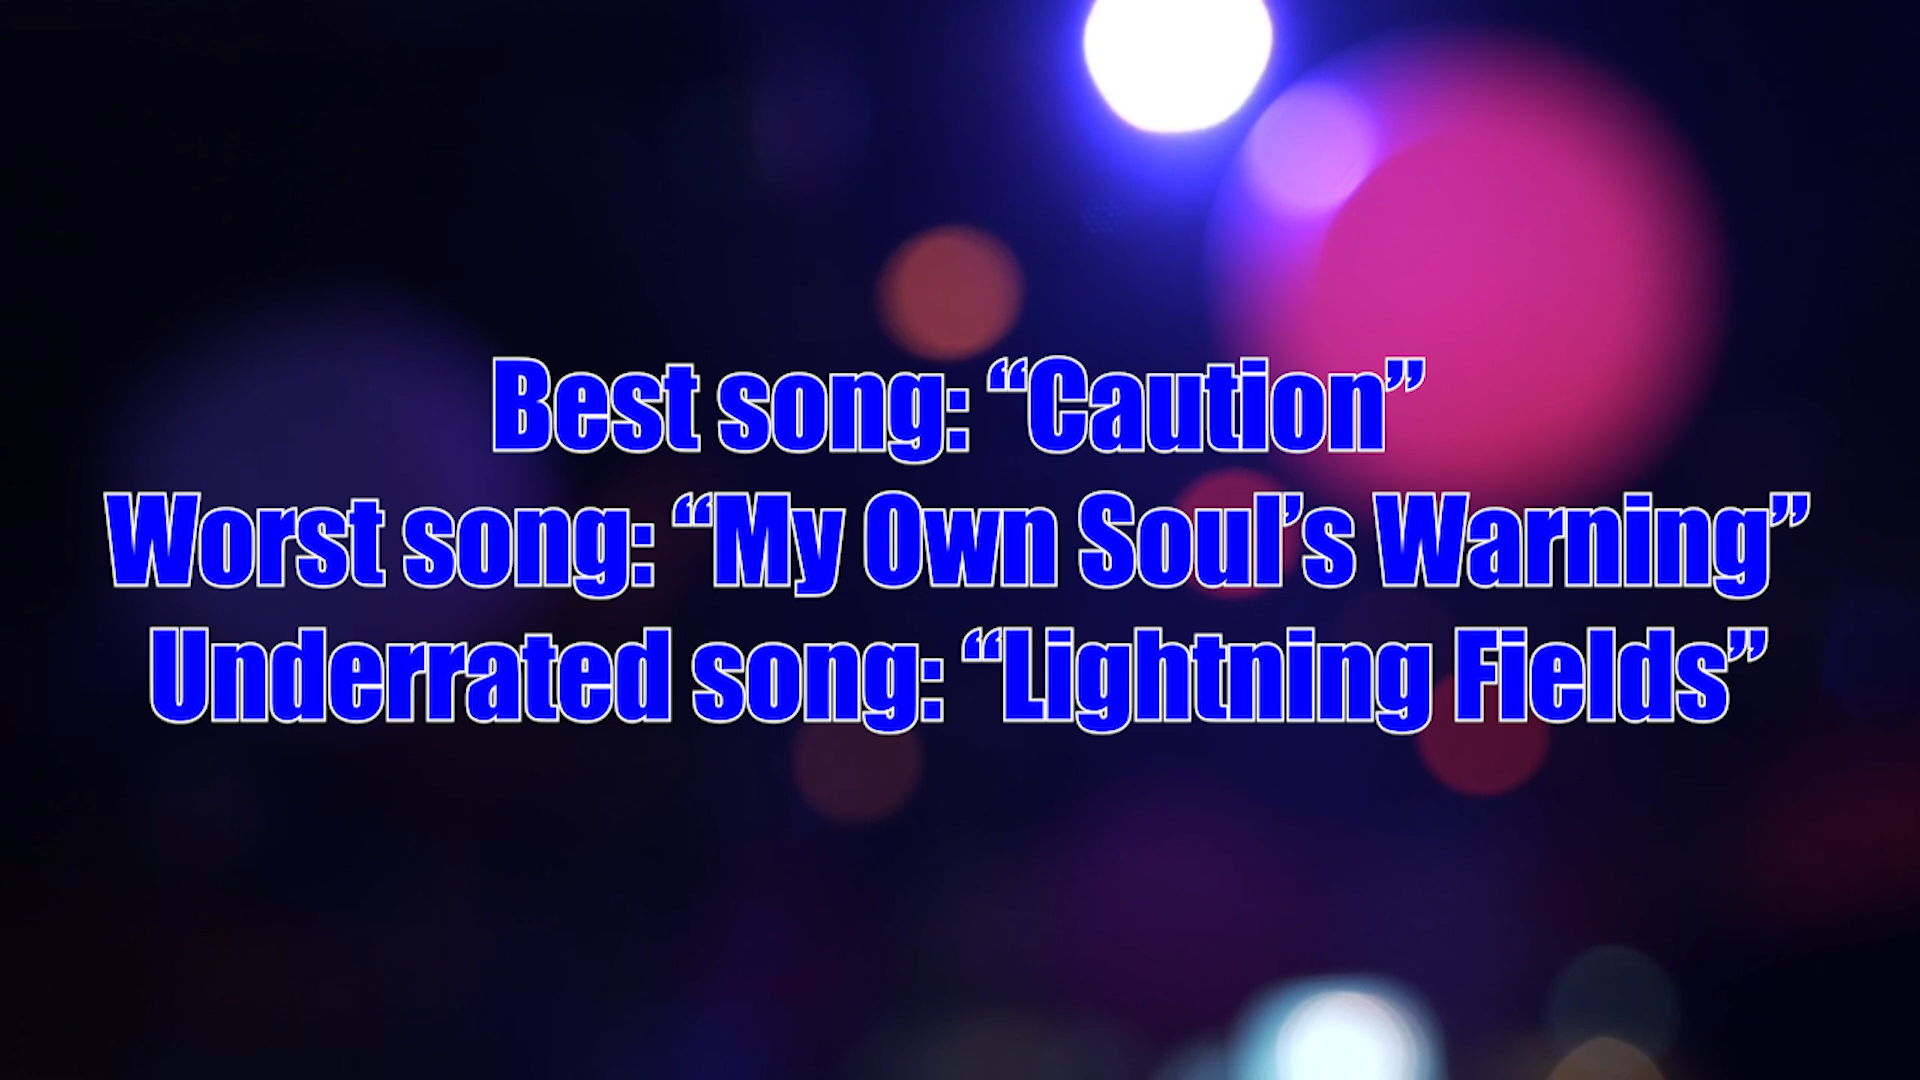 Best song: “Caution”
Worst song: “My Own Soul’s Warning”
Underrated song: “Lightning Fields”